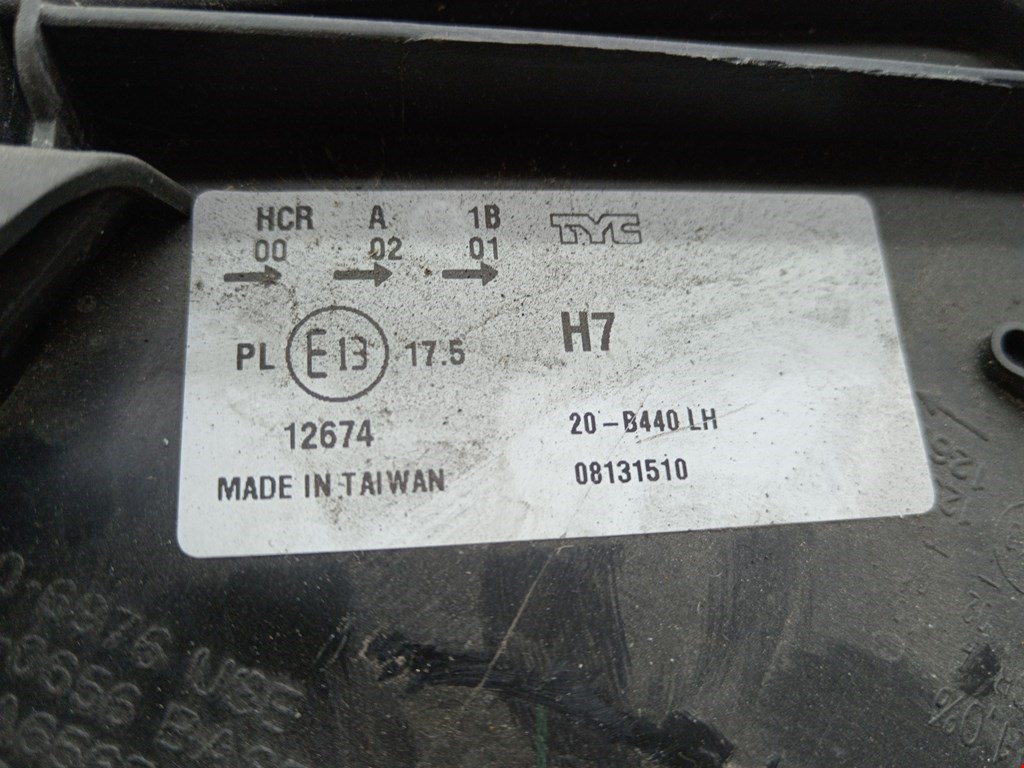 HCR A 1B
00 02 01
TYC
PL E13 17.5
H7
12674
20-B440 LH
MADE IN TAIWAN
08131510